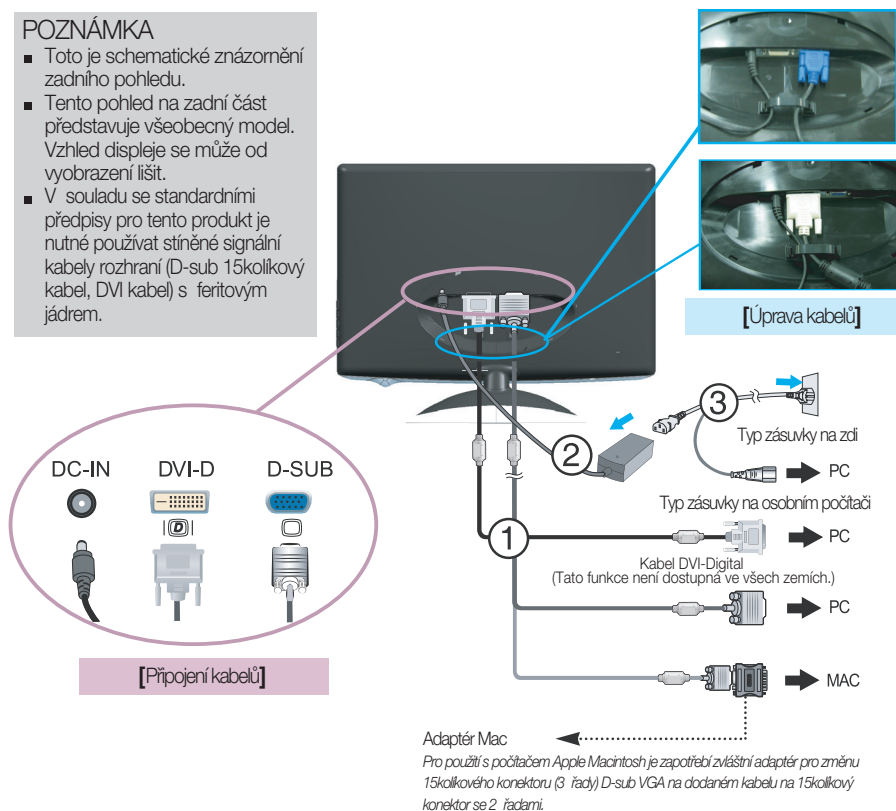 POZNÁMKA
Toto je schematické znázornění
zadního pohledu.
Tento pohled na zadní část
představuje všeobecný model.
Vzhled displeje se může od
vyobrazení lišit.
V souladu se standardními
předpisy pro tento produkt je
nutné používat stíněné signální
kabely rozhraní (D-sub 15kolíkový
kabel, DVI kabel) s feritovým
jádrem.
[Úprava kabelů]
3
Typ zásuvky na zdi
2
PC
DC-IN DVI-D D-SUB
D
Typ zásuvky na osobním počítači
1
PC
Kabel DVI-Digital
(Tato funkce není dostupná ve všech zemích.)
PC
[Připojení kabelů]
MAC
Adaptér Mac
Pro použití s počítačem Apple Macintosh je zapotřebí zvláštní adaptér pro změnu
15kolíkového konektoru (3 řady) D-sub VGA na dodaném kabelu na 15kolíkový
konektor se 2 řadami.